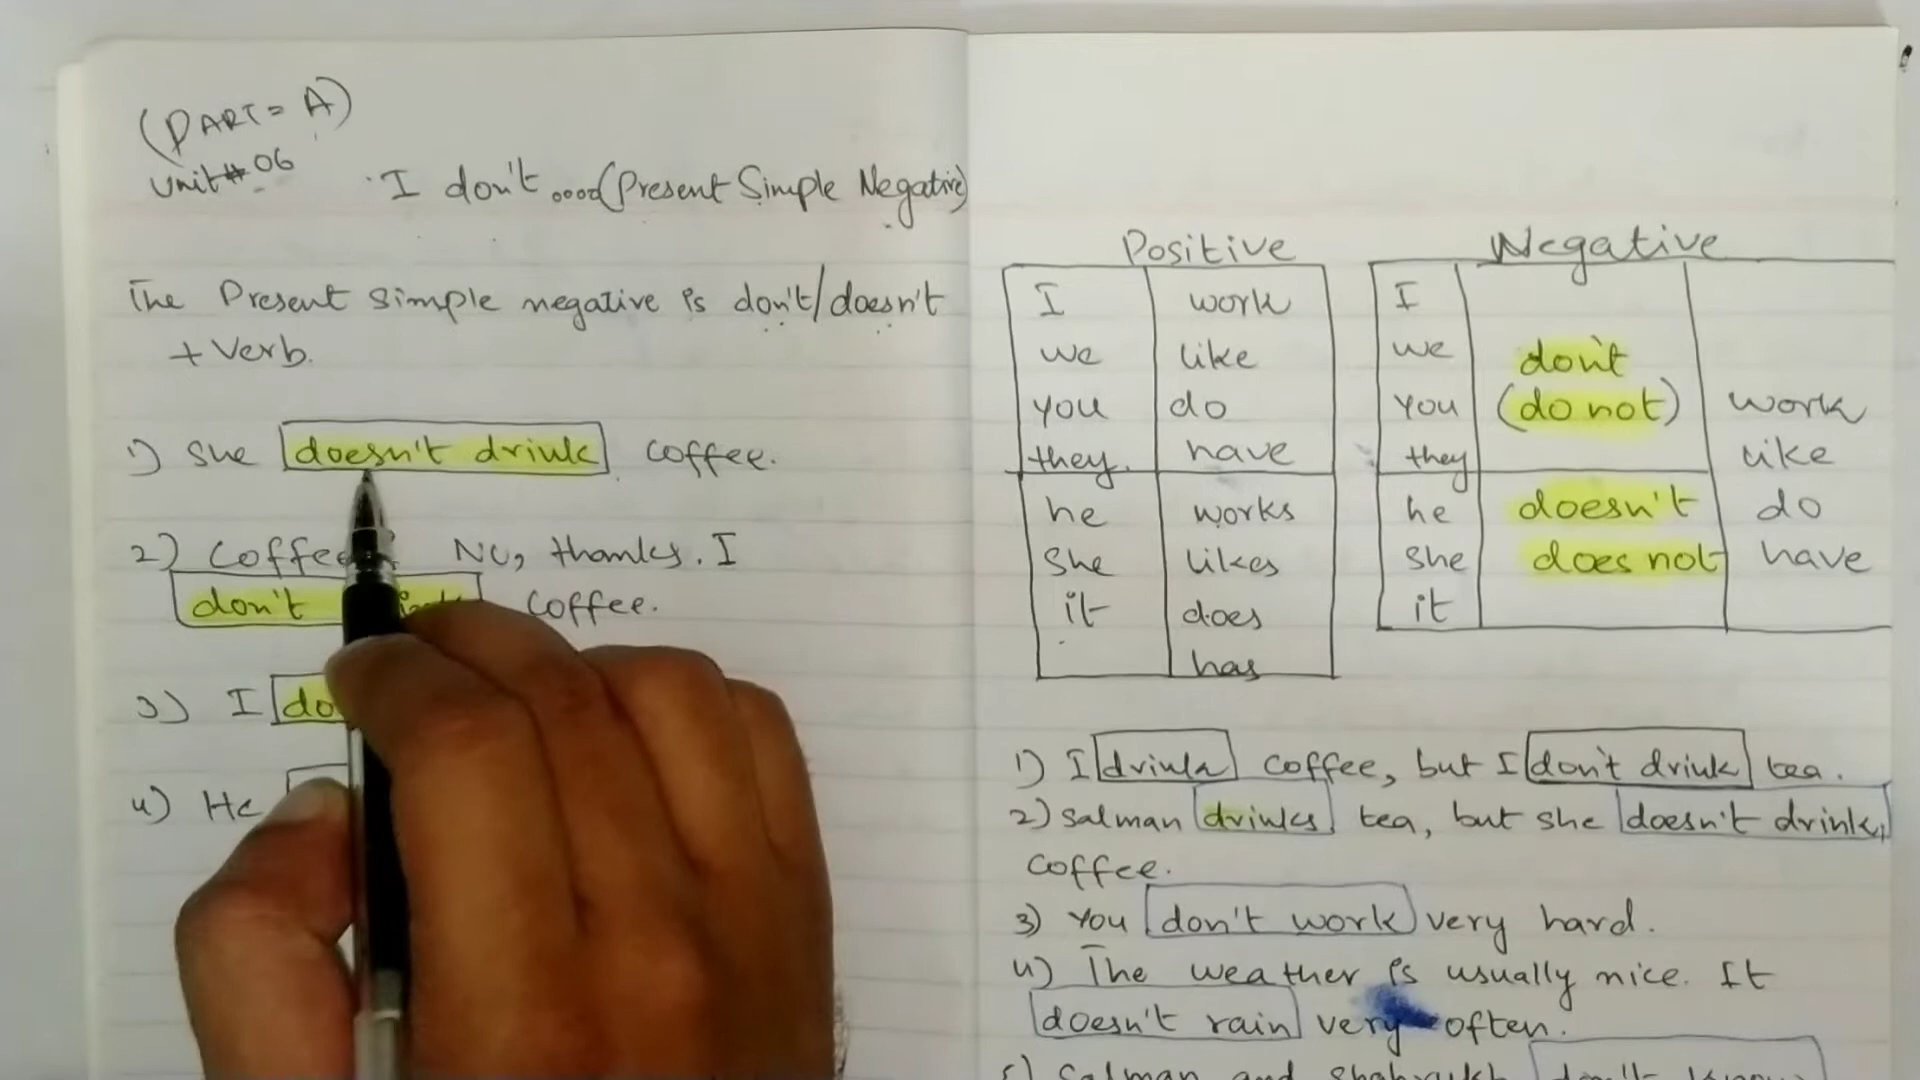 (PART= A)
Unit# 06
I don't ....(Present Simple Negative)
The Present simple negative is don't/doesn't
+ Verb.
1) She doesn't drink coffee.
2) Coffee No, thanks. I
don't coffee.
3) I
4) He
Positive
I work
we like
you do
they have
he works
she likes
it does
has
Negative
I
we don't
you (do not) work
they like
he doesn't do
she does not have
it
1) I drink coffee, but I don't drink tea.
2) Salman drinks tea, but she doesn't drink
coffee.
3) You don't work very hard.
4) The weather is usually nice. It
doesn't rain very often.
Salman and